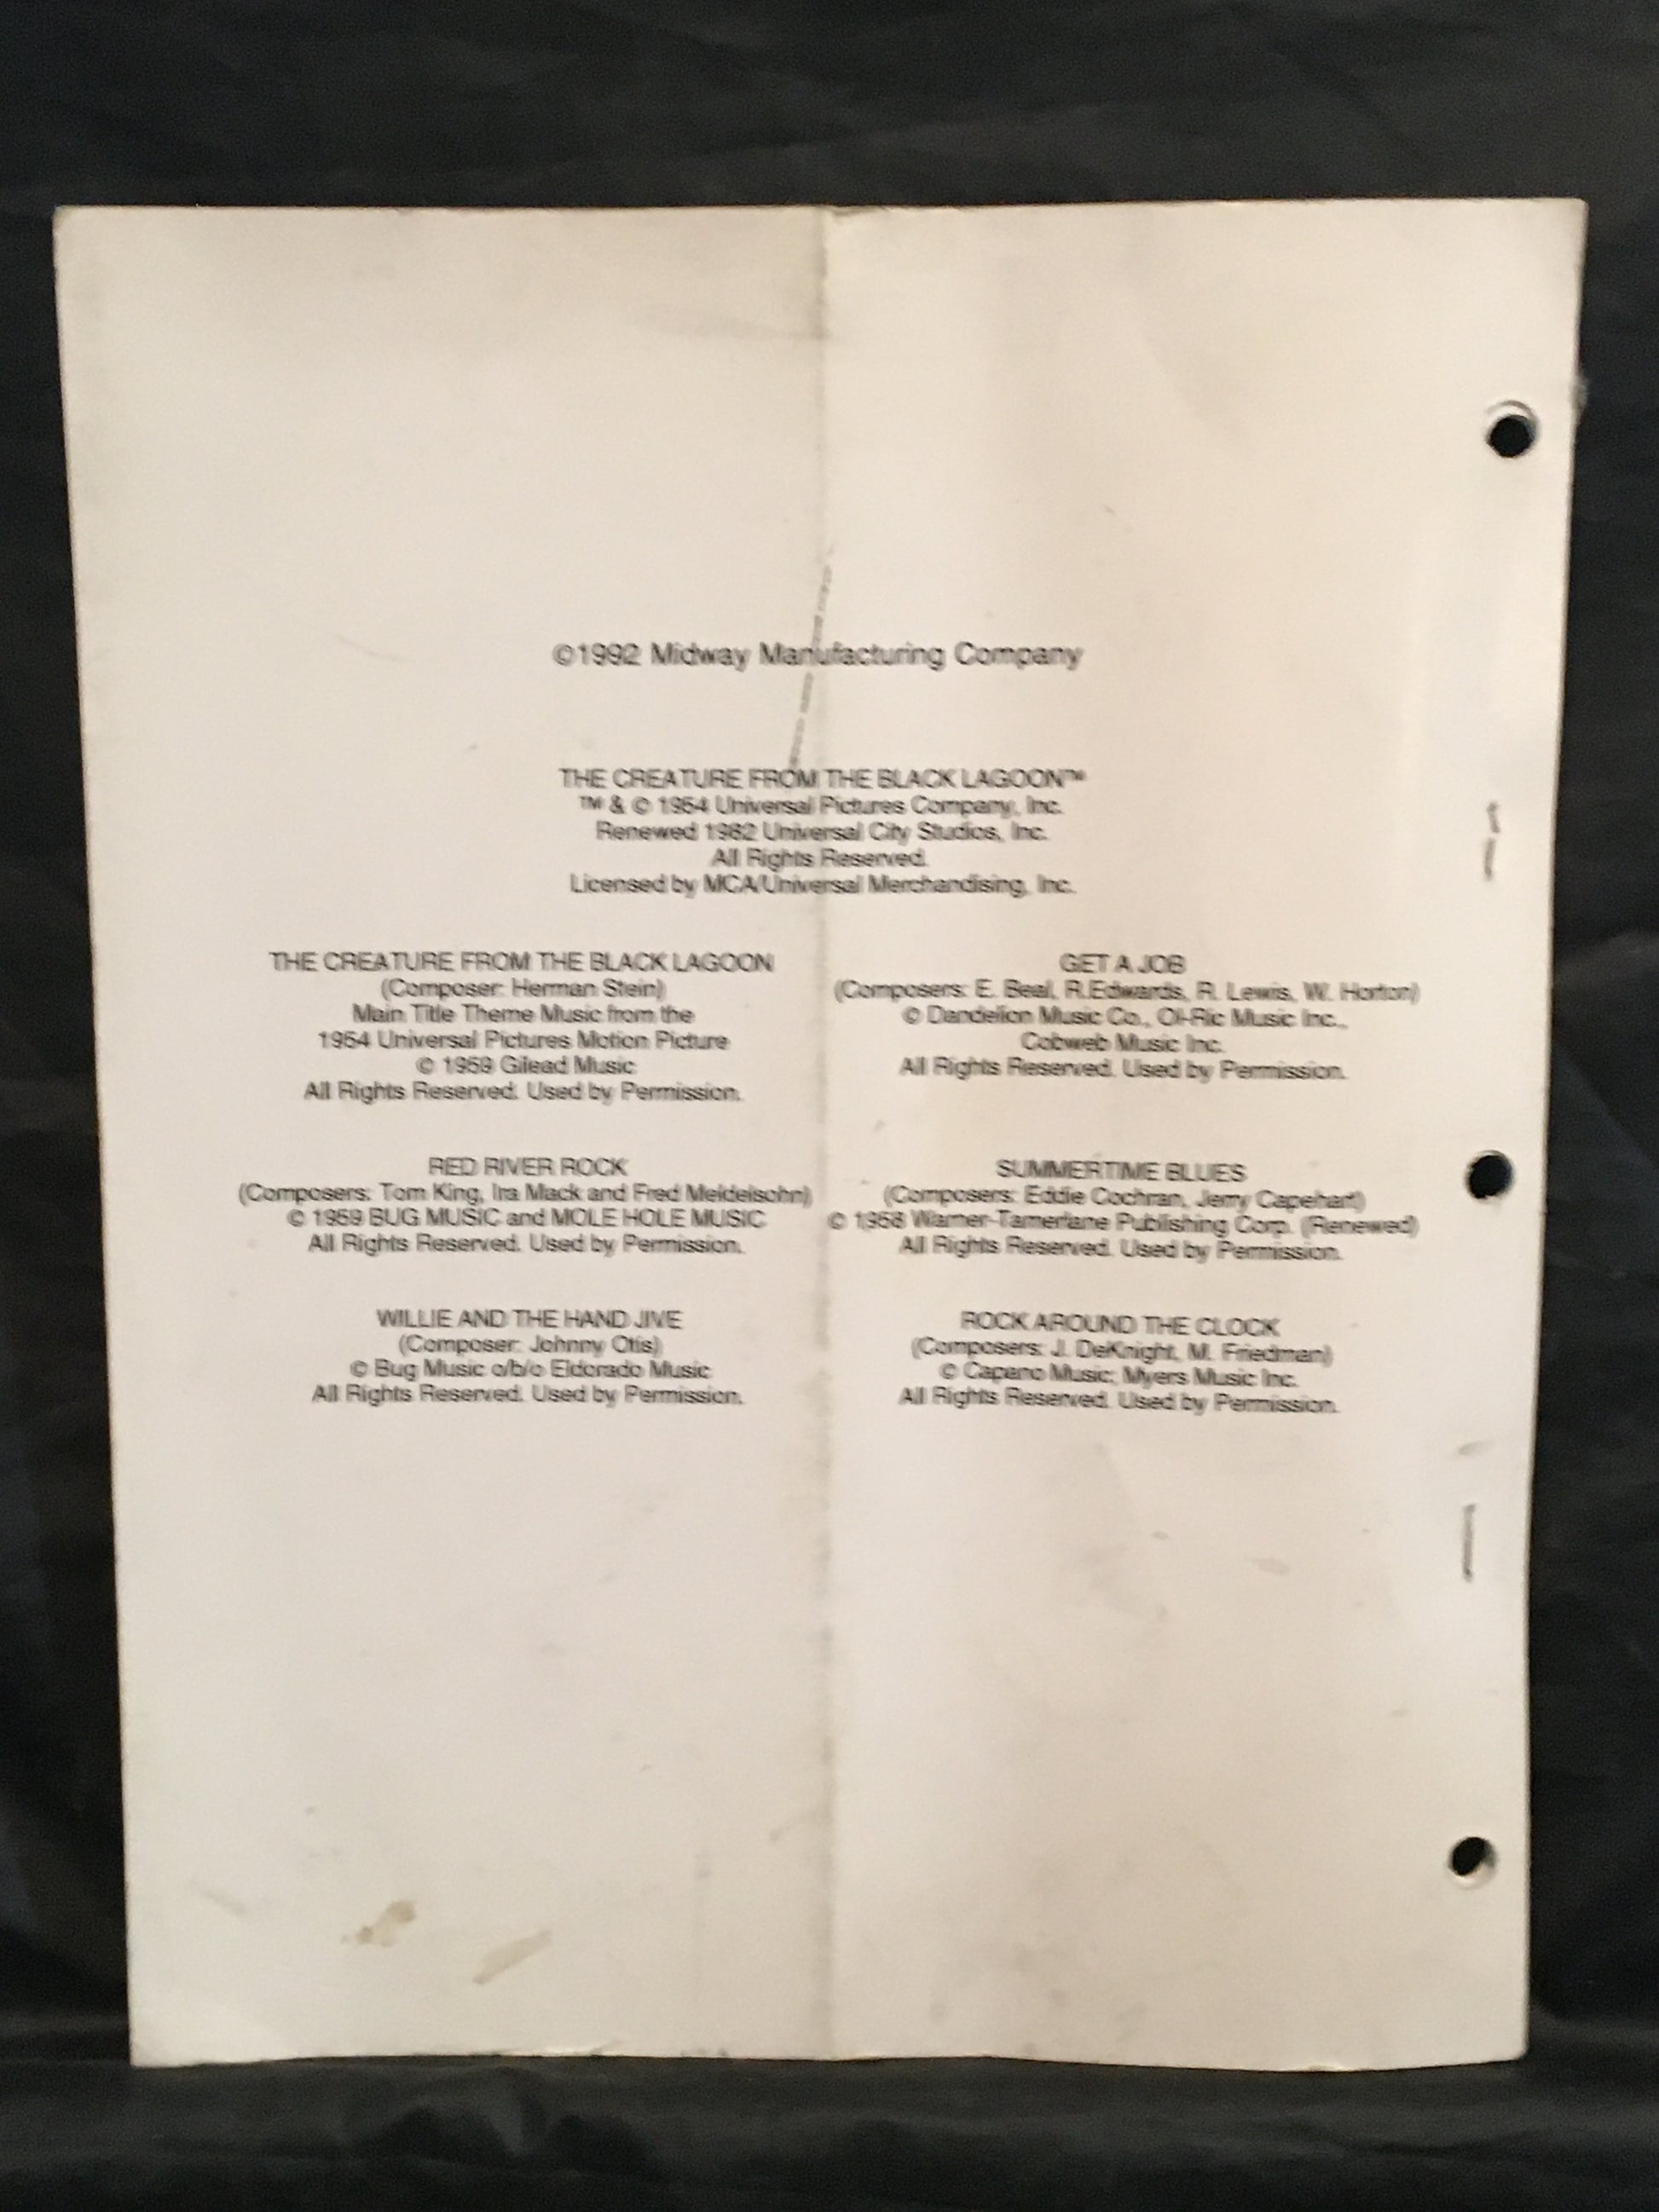 ©1992 Midway Manufacturing Company
THE CREATURE FROM THE BLACK LAGOON™
™ & © 1954 Universal Pictures Company, Inc.
Renewed 1982 Universal City Studios, Inc.
All Rights Reserved.
Licensed by MCA/Universal Merchandising, Inc.
THE CREATURE FROM THE BLACK LAGOON
(Composer: Herman Stein)
Main Title Theme Music from the
1954 Universal Pictures Motion Picture
© 1959 Gilead Music
All Rights Reserved. Used by Permission.
RED RIVER ROCK
(Composers: Tom King, Ira Mack and Fred Meldelsohn)
© 1959 BUG MUSIC and MOLE HOLE MUSIC
All Rights Reserved. Used by Permission.
WILLIE AND THE HAND JIVE
(Composer: Johnny Otis)
© Bug Music o/b/o Eldorado Music
All Rights Reserved. Used by Permission.
GET A JOB
(Composers: E. Beal, R.Edwards, R. Lewis, W. Horton)
© Dandelion Music Co., Ol-Ric Music Inc.,
Cobweb Music Inc.
All Rights Reserved. Used by Permission.
SUMMERTIME BLUES
(Composers: Eddie Cochran, Jerry Capehart)
© 1958 Warner-Tamerlane Publishing Corp. (Renewed)
All Rights Reserved. Used by Permission.
ROCK AROUND THE CLOCK
(Composers: J. DeKnight, M. Friedman)
© Capano Music; Myers Music Inc.
All Rights Reserved. Used by Permission.